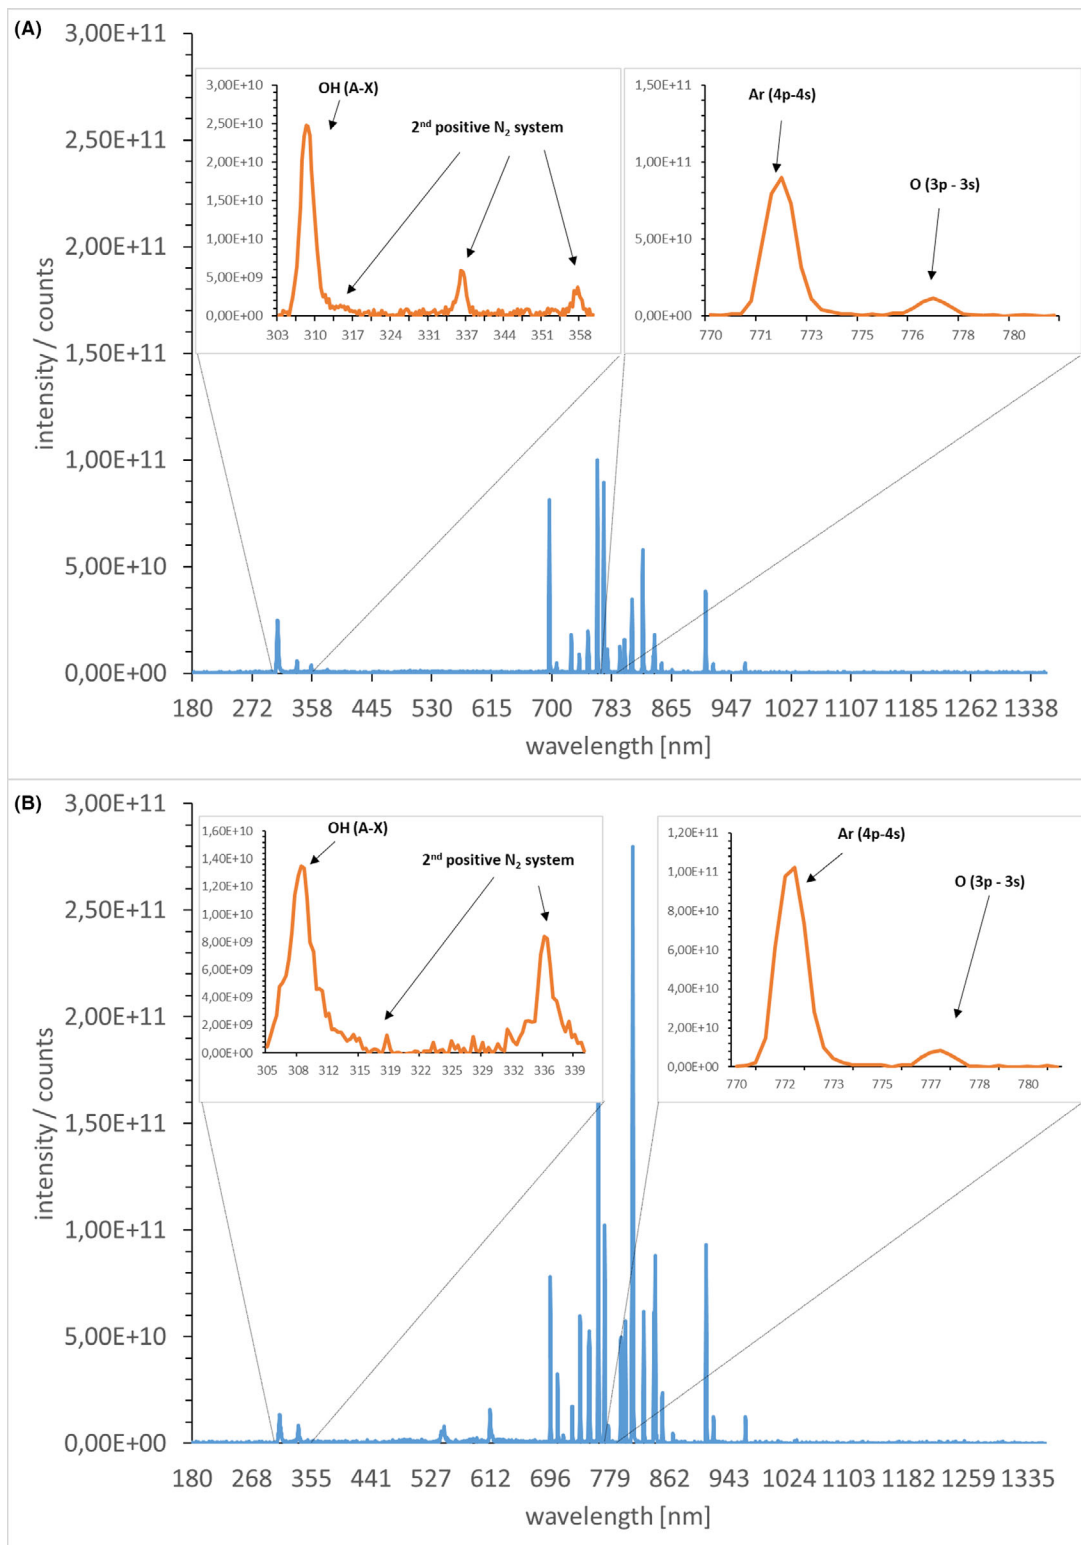 (A)
3,00E+11
2,50E+11
2,00E+11
1,50E+11
1,00E+11
5,00E+10
0,00E+00
intensity / counts
180 272 358 445 530 615 700 783 865 947 1027 1107 1185 1262 1338
wavelength [nm]
3,00E+10
2,50E+10
2,00E+10
1,50E+10
1,00E+10
5,00E+09
0,00E+00
303 310 317 324 331 337 344 351 358
OH (A-X)
2nd positive N2 system
1,50E+11
1,00E+11
5,00E+10
0,00E+00
770 771 773 775 776 778 780
Ar (4p-4s)
O (3p - 3s)
(B)
3,00E+11
2,50E+11
2,00E+11
1,50E+11
1,00E+11
5,00E+10
0,00E+00
intensity / counts
180 268 355 441 527 612 696 779 862 943 1024 1103 1182 1259 1335
wavelength [nm]
1,60E+10
1,40E+10
1,20E+10
1,00E+10
8,00E+09
6,00E+09
4,00E+09
2,00E+09
0,00E+00
305 308 312 315 319 322 325 329 332 336 339
OH (A-X)
2nd positive N2 system
1,20E+11
1,00E+11
8,00E+10
6,00E+10
4,00E+10
2,00E+10
0,00E+00
770 772 773 775 777 778 780
Ar (4p-4s)
O (3p - 3s)